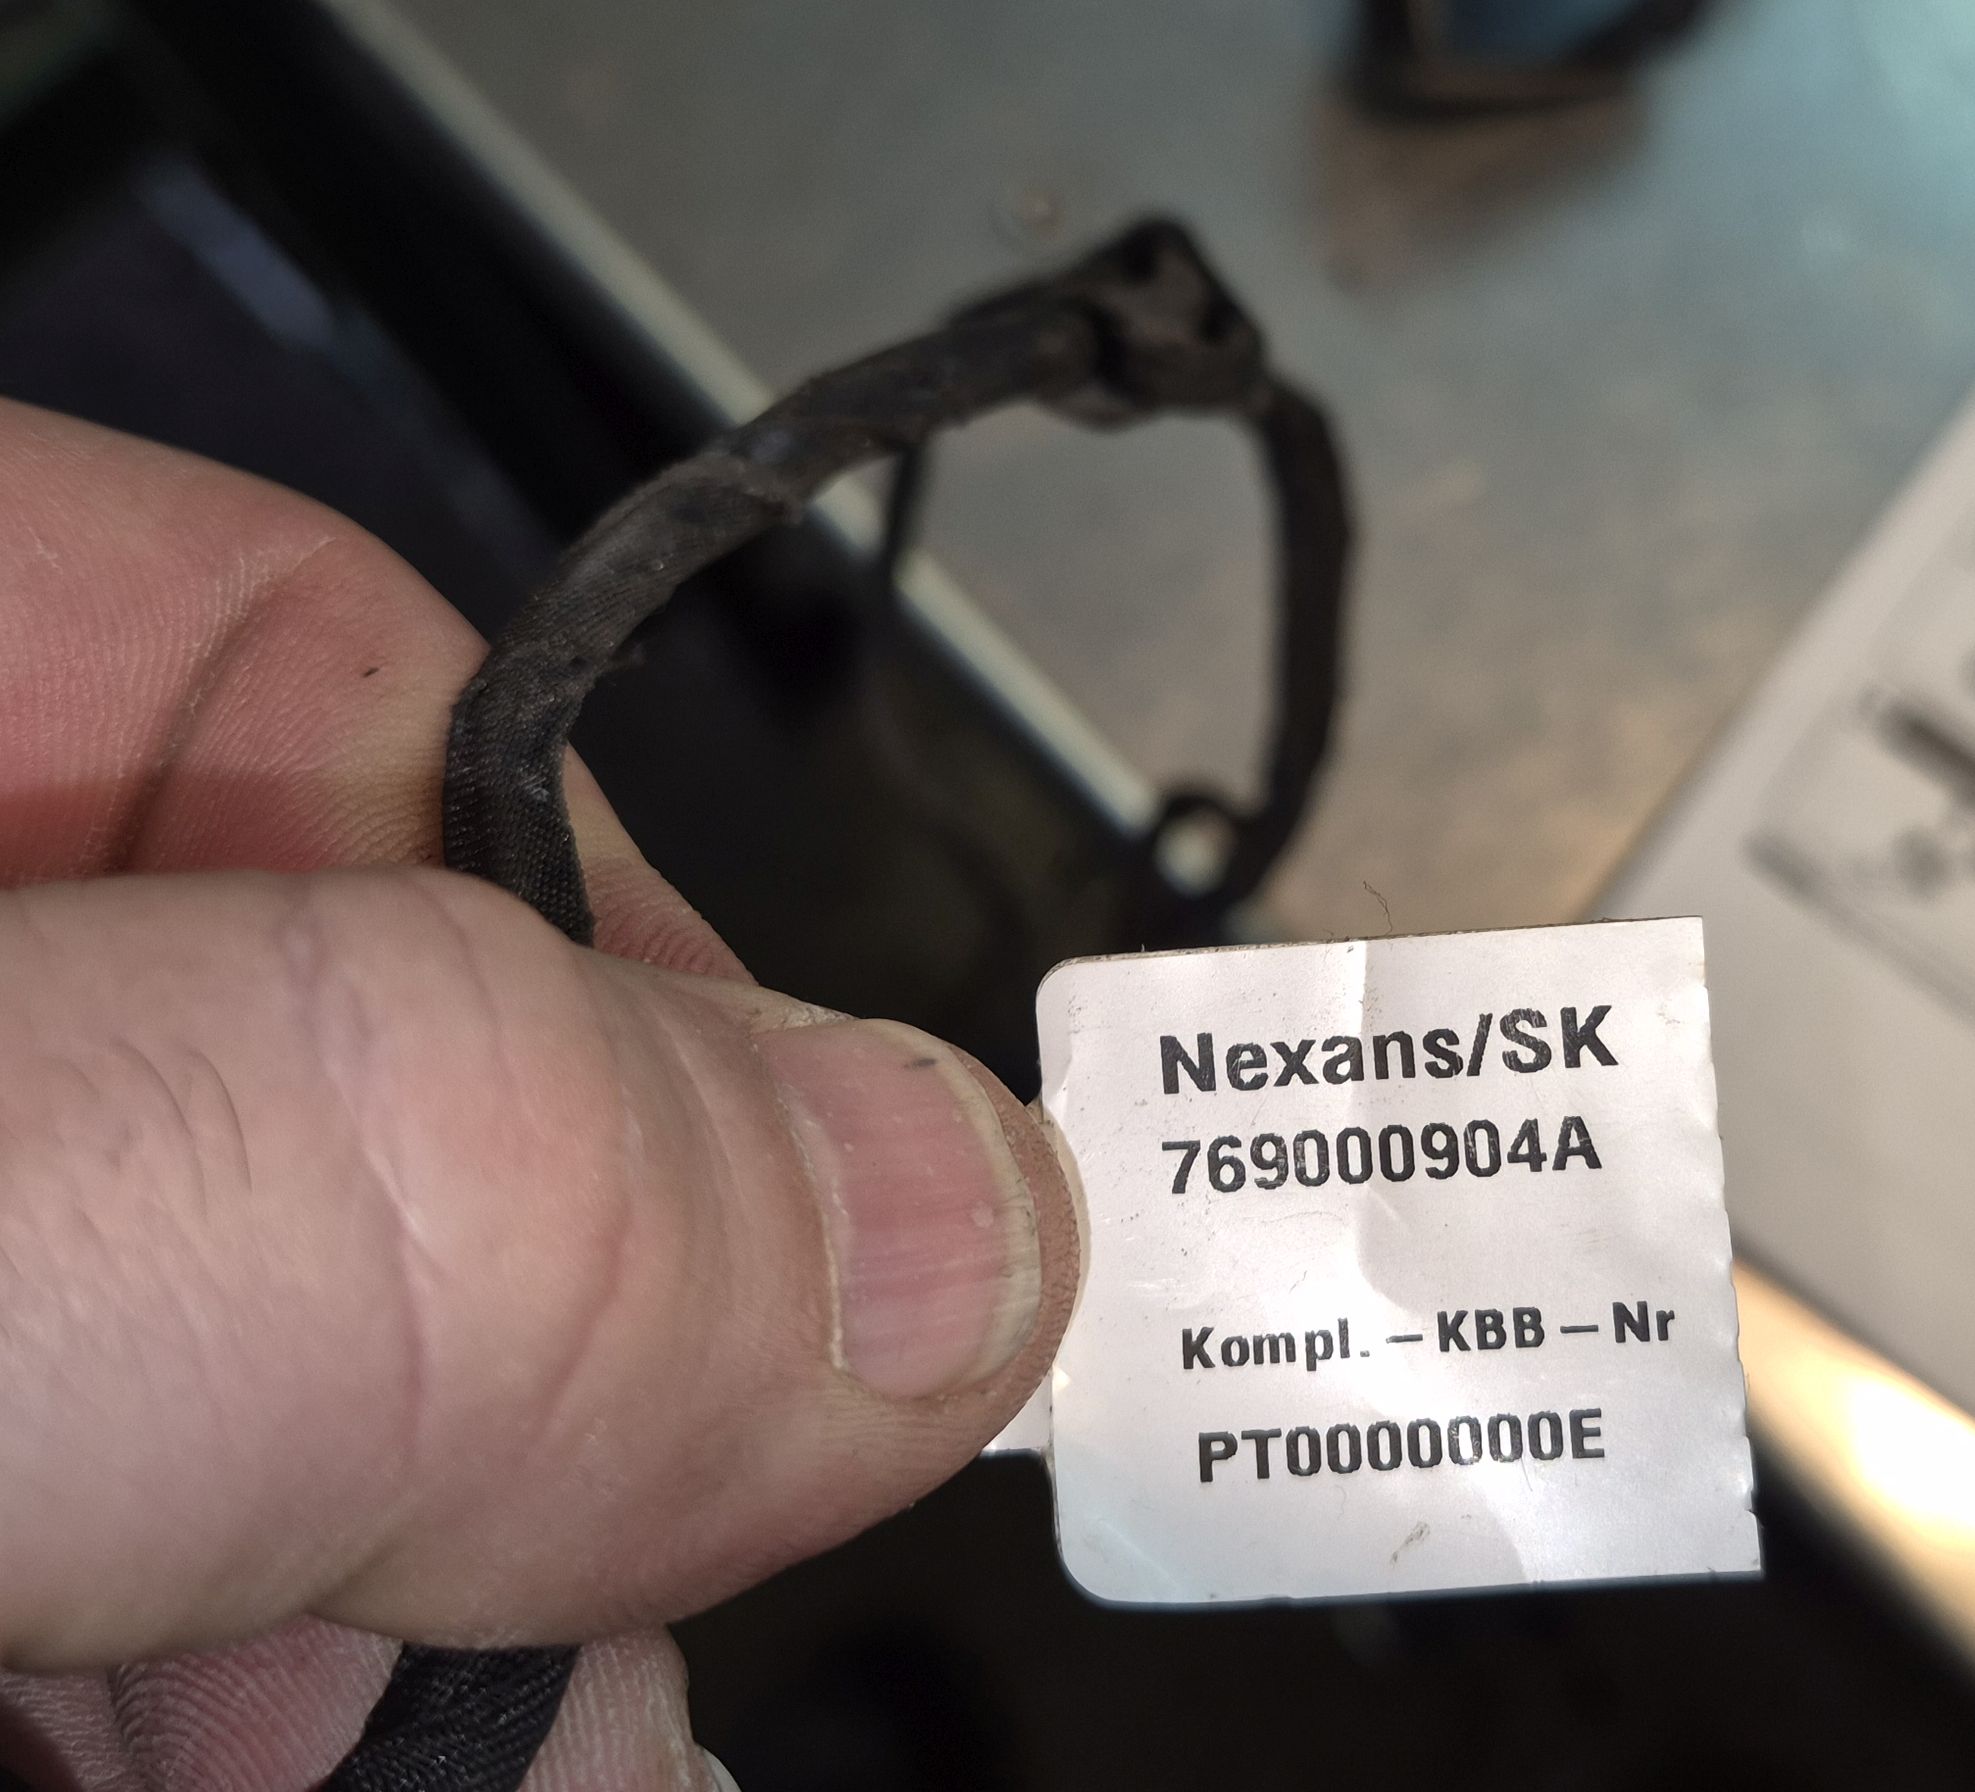 Nexans/SK
769000904A
Kompl. – KBB – Nr
PT0000000E